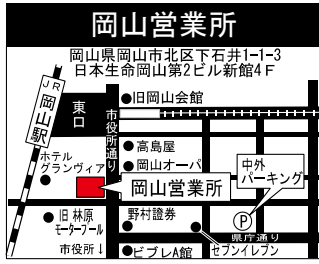 岡山営業所
岡山県岡山市北区下石井1-1-3
日本生命岡山第2ビル新館4F
JR
岡山駅
東口
●旧岡山会館
市役所通り
●高島屋
●岡山オーパ
中外
パーキング
ホテル
グランヴィア
岡山営業所
●旧林原
モータープール
野村證券
P
県庁通り
市役所↓
●ビブレA館
セブンイレブン